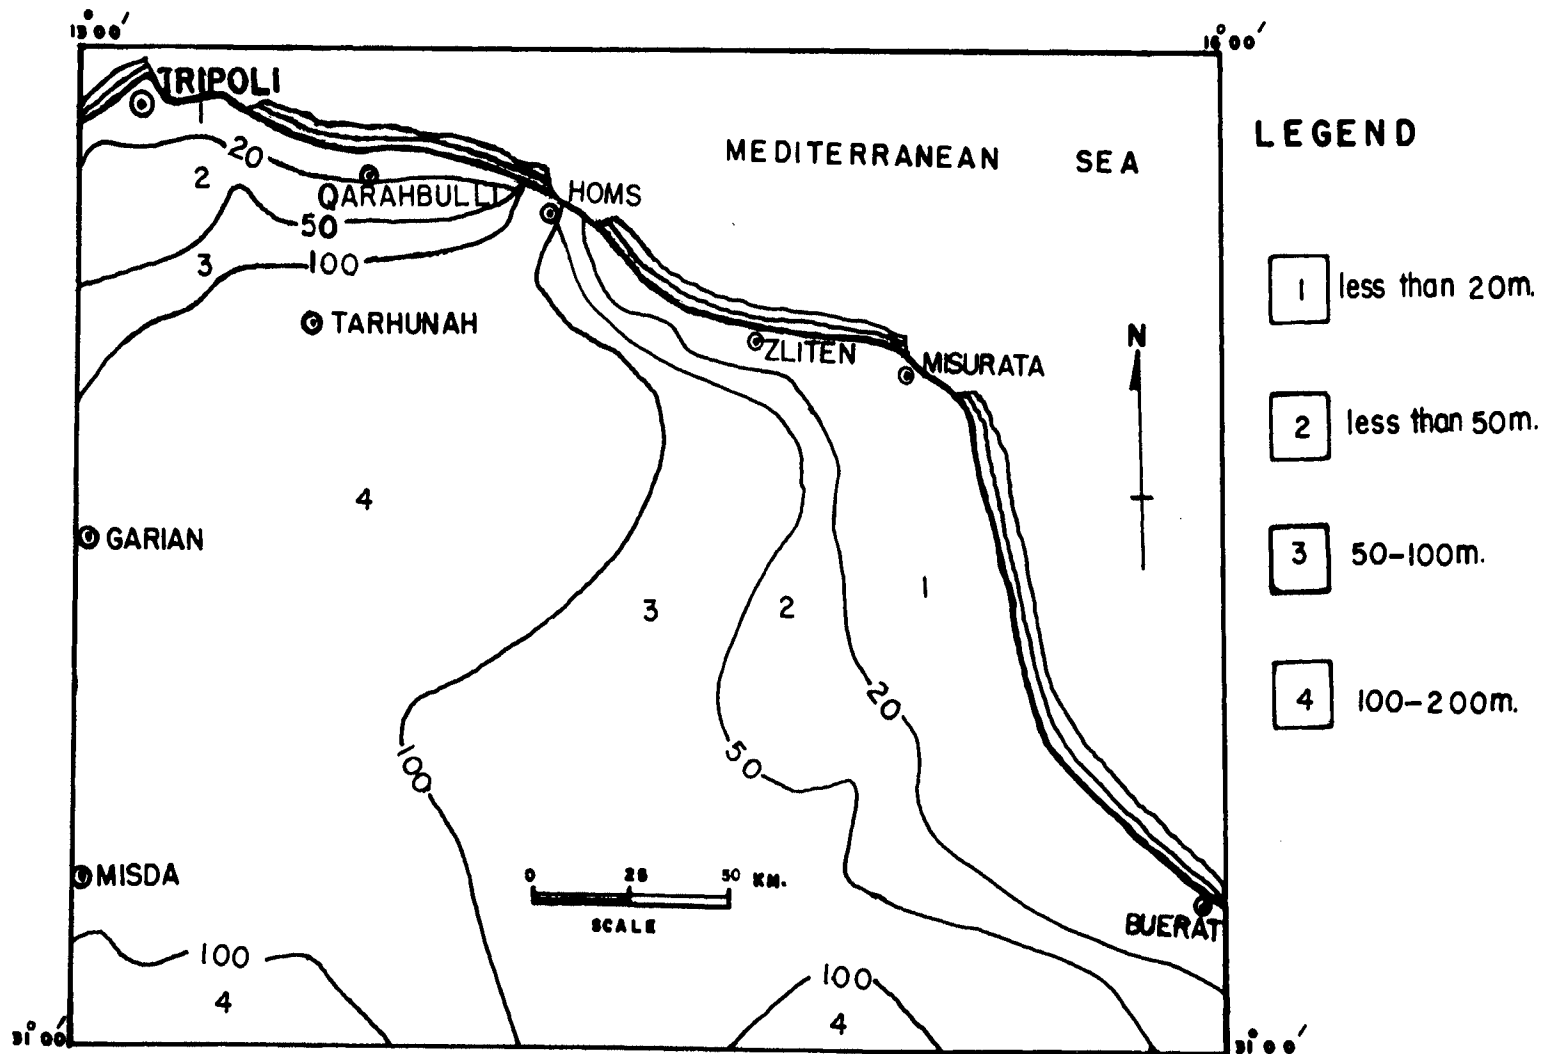 13°00'
16°00'
TRIPOLI
LEGEND
1
MEDITERRANEAN SEA
20
2
QARAHBULLI
HOMS
50
3
100
1 less than 20m.
TARHUNAH
N
ZLITEN
MISURATA
2 less than 50m.
4
GARIAN
3 50-100m.
3
2
1
20
4 100-200m.
50
100
MISDA
0 25 50 KM.
SCALE
BUERAT
100
100
4
4
31°00'
31°00'